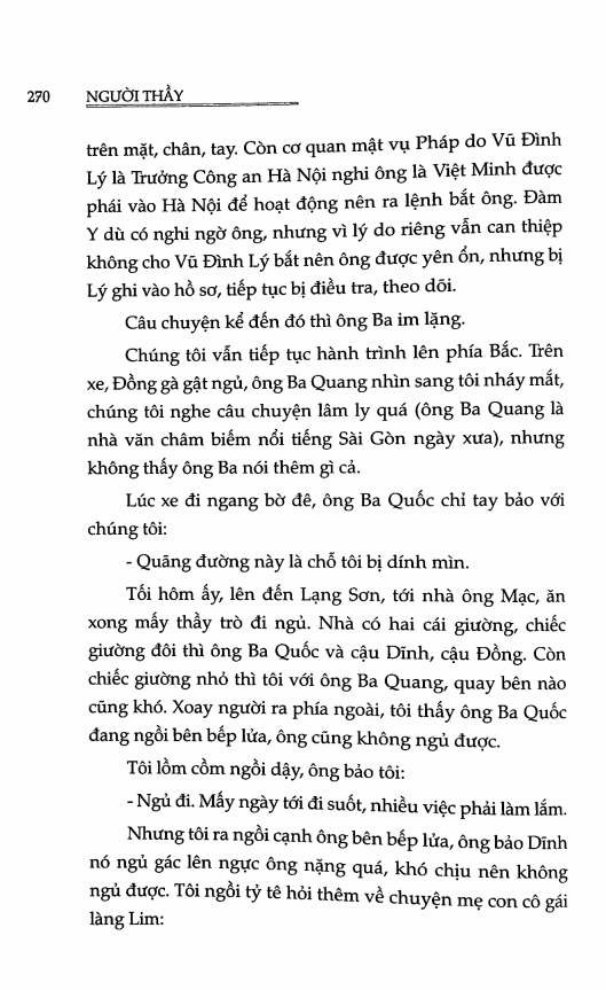 270 NGƯỜI THẦY
trên mặt, chân, tay. Còn cơ quan mật vụ Pháp do Vũ Đình
Lý là Trưởng Công an Hà Nội nghi ông là Việt Minh được
phái vào Hà Nội để hoạt động nên ra lệnh bắt ông. Đàm
Y dù có nghi ngờ ông, nhưng vì lý do riêng vẫn can thiệp
không cho Vũ Đình Lý bắt nên ông được yên ổn, nhưng bị
Lý ghi vào hồ sơ, tiếp tục bị điều tra, theo dõi.
Câu chuyện kể đến đó thì ông Ba im lặng.
Chúng tôi vẫn tiếp tục hành trình lên phía Bắc. Trên
xe, Đồng gà gật ngủ, ông Ba Quang nhìn sang tôi nháy mắt,
chúng tôi nghe câu chuyện lâm ly quá (ông Ba Quang là
nhà văn châm biếm nổi tiếng Sài Gòn ngày xưa), nhưng
không thấy ông Ba nói thêm gì cả.
Lúc xe đi ngang bờ đê, ông Ba Quốc chỉ tay bảo với
chúng tôi:
- Quãng đường này là chỗ tôi bị dính mìn.
Tối hôm ấy, lên đến Lạng Sơn, tới nhà ông Mạc, ăn
xong mấy thầy trò đi ngủ. Nhà có hai cái giường, chiếc
giường đôi thì ông Ba Quốc và cậu Dĩnh, cậu Đồng. Còn
chiếc giường nhỏ thì tôi với ông Ba Quang, quay bên nào
cũng khó. Xoay người ra phía ngoài, tôi thấy ông Ba Quốc
đang ngồi bên bếp lửa, ông cũng không ngủ được.
Tôi lồm cồm ngồi dậy, ông bảo tôi:
- Ngủ đi. Mấy ngày tới đi suốt, nhiều việc phải làm lắm.
Nhưng tôi ra ngồi cạnh ông bên bếp lửa, ông bảo Dĩnh
nó ngủ gác lên ngực ông nặng quá, khó chịu nên không
ngủ được. Tôi ngồi tỷ tê hỏi thêm về chuyện mẹ con cô gái
làng Lim: